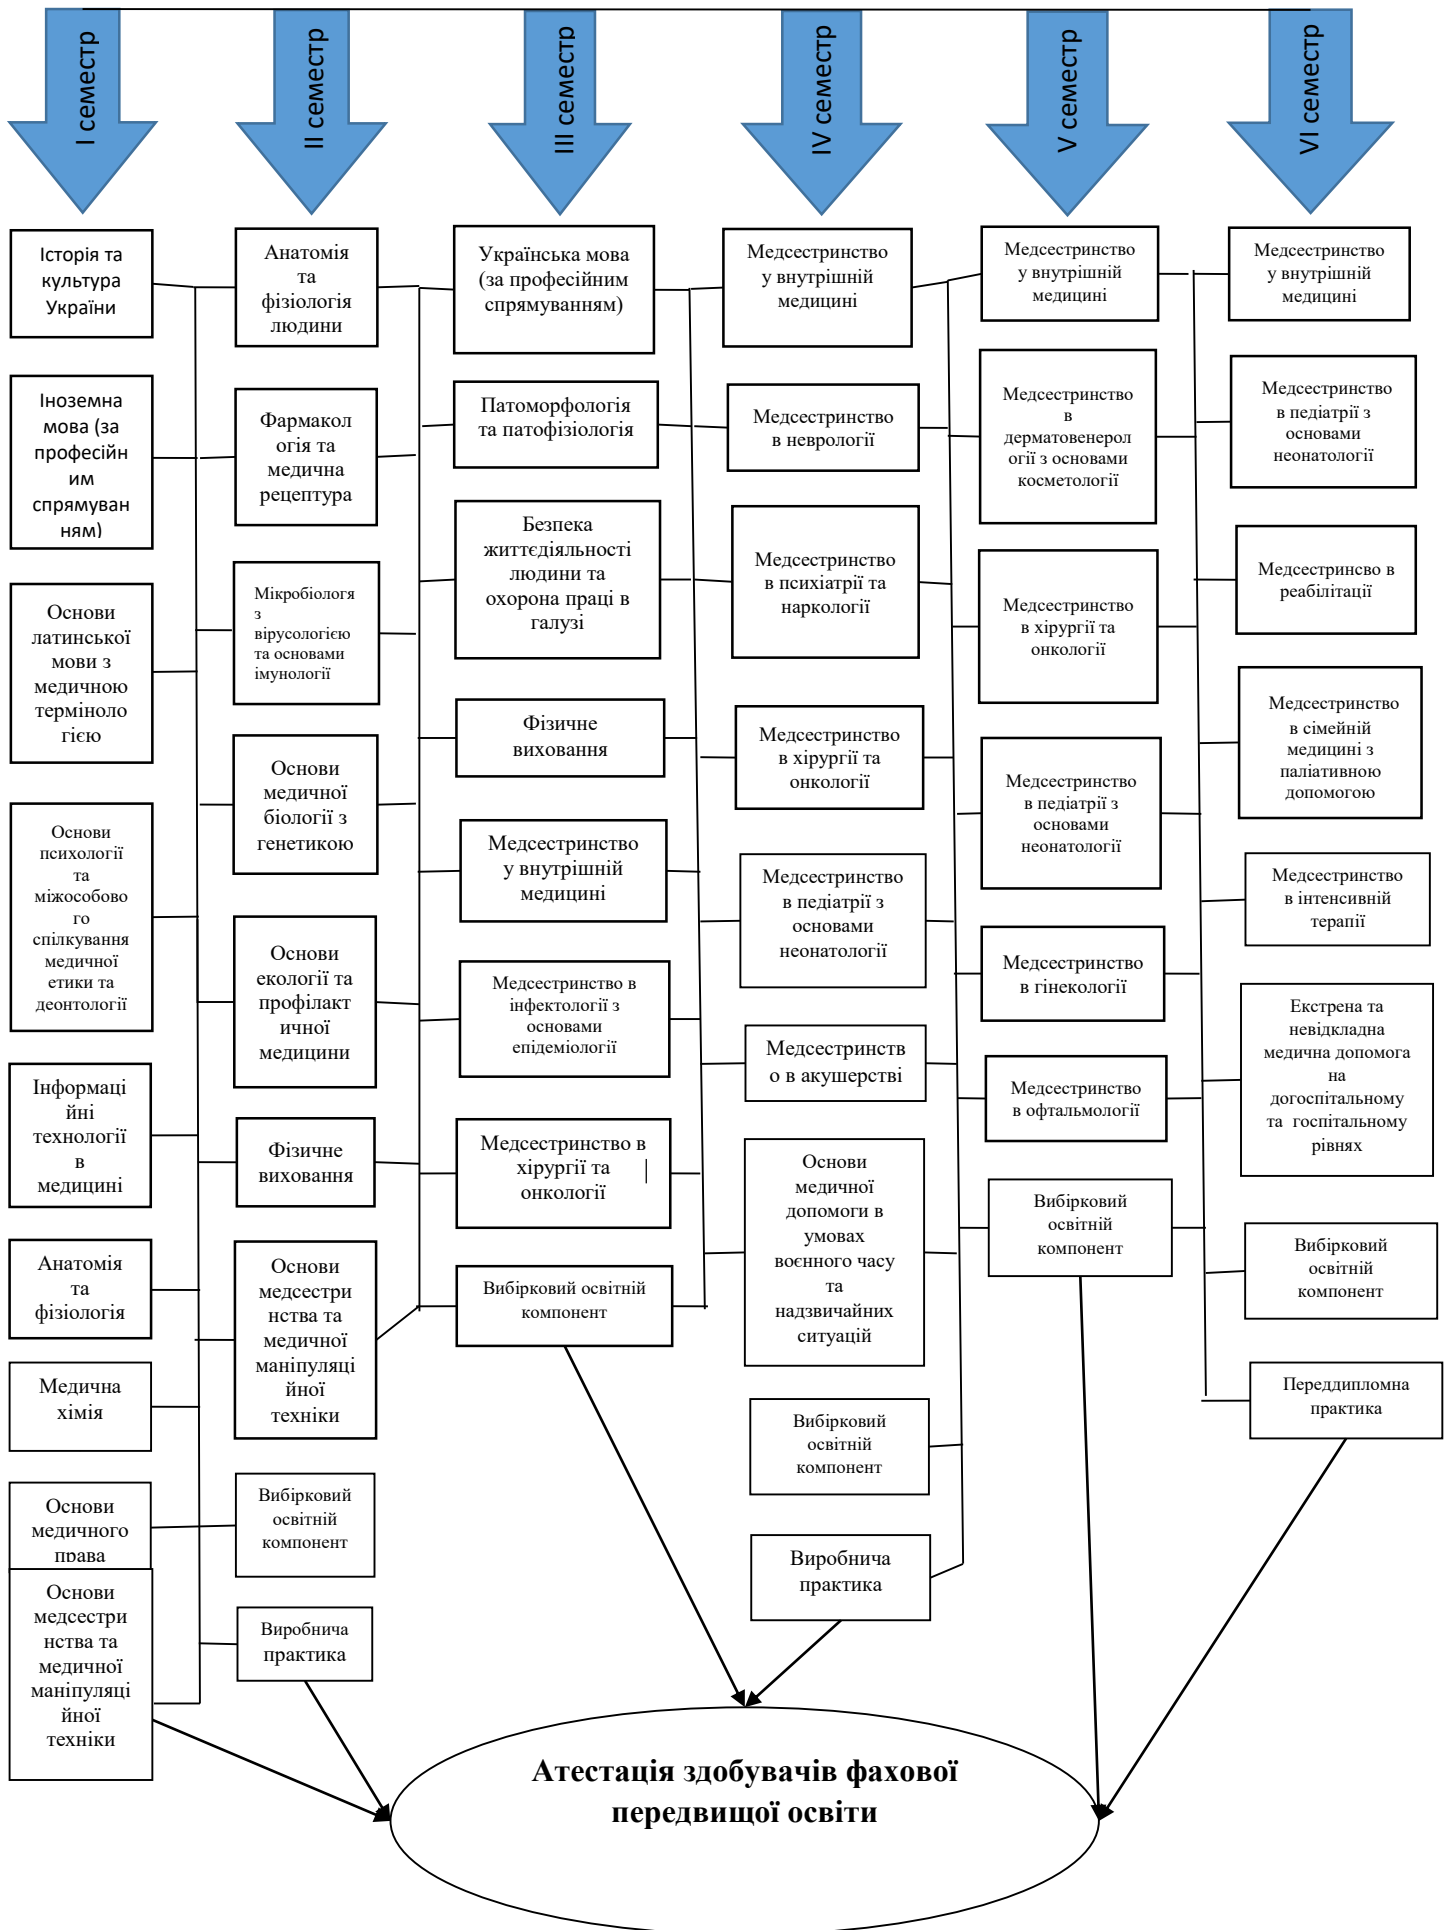 І семестр
ІІ семестр
ІІІ семестр
IV семестр
V семестр
VI семестр
Історія та
культура
України
Іноземна
мова (за
професійн
им
спрямуван
ням)
Основи
латинської
мови з
медичною
терміноло
гією
Основи
психології
та
міжособово
го
спілкування
медичної
етики та
деонтології
Інформаці
йні
технології
в
медицині
Анатомія
та
фізіологія
Медична
хімія
Основи
медичного
права
Основи
медсестри
нства та
медичної
маніпуляці
йної
техніки
Анатомія
та
фізіологія
людини
Фармакол
огія та
медична
рецептура
Мікробіологя
з
вірусологією
та основами
імунології
Основи
медичної
біології з
генетикою
Основи
екології та
профілакт
ичної
медицини
Фізичне
виховання
Основи
медсестри
нства та
медичної
маніпуляці
йної
техніки
Вибірковий
освітній
компонент
Виробнича
практика
Українська мова
(за професійним
спрямуванням)
Патоморфологія
та патофізіологія
Безпека
життєдіяльності
людини та
охорона праці в
галузі
Фізичне
виховання
Медсестринство
у внутрішній
медицині
Медсестринство в
інфектології з
основами
епідеміології
Медсестринство в
хірургії та
онкології
Вибірковий освітній
компонент
Медсестринство
у внутрішній
медицині
Медсестринство
в неврології
Медсестринство
в психіатрії та
наркології
Медсестринство
в хірургії та
онкології
Медсестринство
в педіатрії з
основами
неонатології
Медсестринств
о в акушерстві
Основи
медичної
допомоги в
умовах
воєнного часу
та
надзвичайних
ситуацій
Вибірковий
освітній
компонент
Виробнича
практика
Медсестринство
у внутрішній
медицині
Медсестринство
в
дерматовенерол
огії з основами
косметології
Медсестринство
в хірургії та
онкології
Медсестринство
в педіатрії з
основами
неонатології
Медсестринство
в гінекології
Медсестринство
в офтальмології
Вибірковий
освітній
компонент
Медсестринство
у внутрішній
медицині
Медсестринство
в педіатрії з
основами
неонатології
Медсестринсво в
реабілітації
Медсестринство
в сімейній
медицині з
паліативною
допомогою
Медсестринство
в інтенсивній
терапії
Екстрена та
невідкладна
медична допомога
на
догоспітальному
та госпітальному
рівнях
Вибірковий
освітній
компонент
Переддипломна
практика
Атестація здобувачів фахової
передвищої освіти